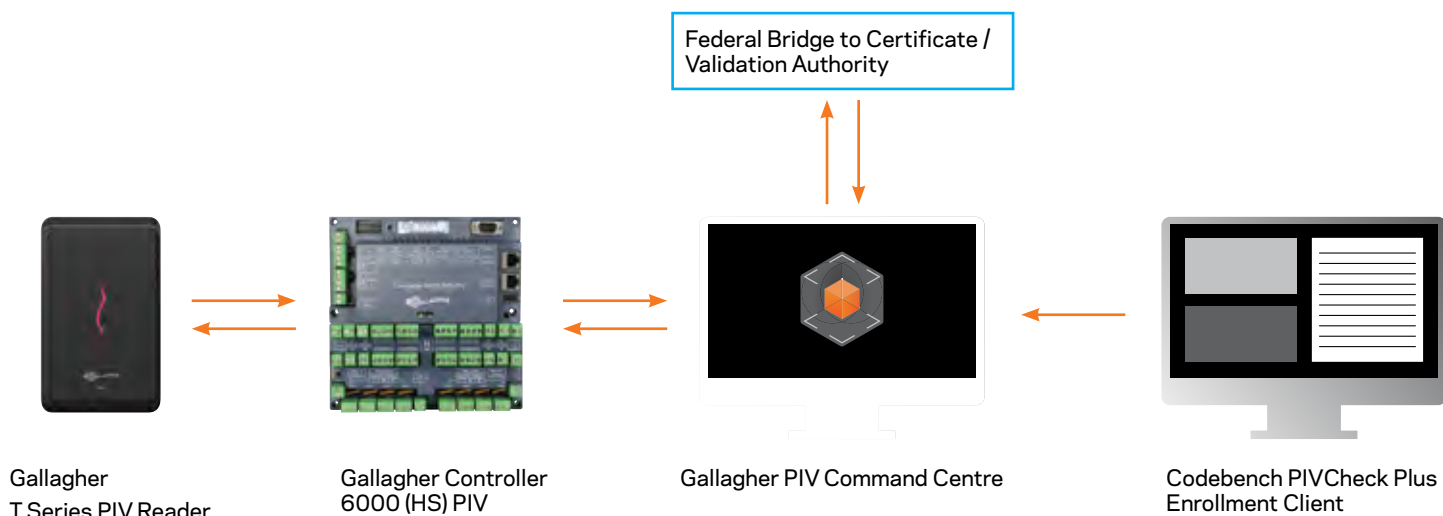 Federal Bridge to Certificate /
Validation Authority
Gallagher
T Series PIV Reader
Gallagher Controller
6000 (HS) PIV
Gallagher PIV Command Centre
Codebench PIVCheck Plus
Enrollment Client